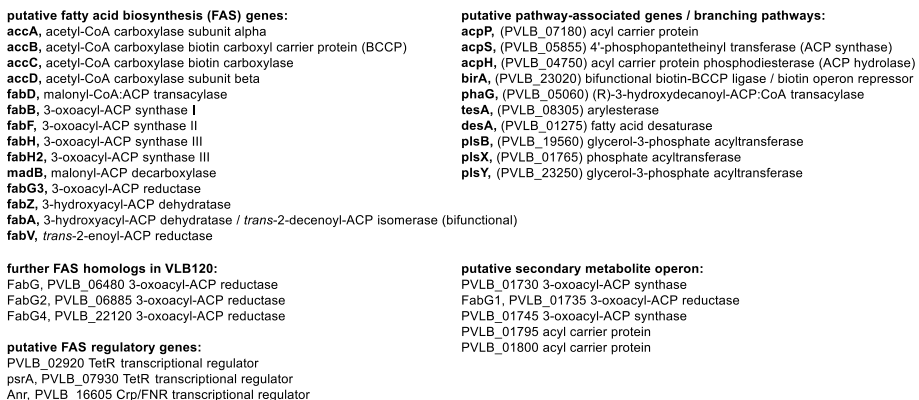 putative fatty acid biosynthesis (FAS) genes:
accA, acetyl-CoA carboxylase subunit alpha
accB, acetyl-CoA carboxylase biotin carboxyl carrier protein (BCCP)
accC, acetyl-CoA carboxylase biotin carboxylase
accD, acetyl-CoA carboxylase subunit beta
fabD, malonyl-CoA:ACP transacylase
fabB, 3-oxoacyl-ACP synthase I
fabF, 3-oxoacyl-ACP synthase II
fabH, 3-oxoacyl-ACP synthase III
fabH2, 3-oxoacyl-ACP synthase III
madB, malonyl-ACP decarboxylase
fabG3, 3-oxoacyl-ACP reductase
fabZ, 3-hydroxyacyl-ACP dehydratase
fabA, 3-hydroxyacyl-ACP dehydratase / trans-2-decenoyl-ACP isomerase (bifunctional)
fabV, trans-2-enoyl-ACP reductase
putative pathway-associated genes / branching pathways:
acpP, (PVLB_07180) acyl carrier protein
acpS, (PVLB_05855) 4'-phosphopantetheinyl transferase (ACP synthase)
acpH, (PVLB_04750) acyl carrier protein phosphodiesterase (ACP hydrolase)
birA, (PVLB_23020) bifunctional biotin-BCCP ligase / biotin operon repressor
phaG, (PVLB_05060) (R)-3-hydroxydecanoyl-ACP:CoA transacylase
tesA, (PVLB_08305) arylesterase
desA, (PVLB_01275) fatty acid desaturase
plsB, (PVLB_19560) glycerol-3-phosphate acyltransferase
plsX, (PVLB_01765) phosphate acyltransferase
plsY, (PVLB_23250) glycerol-3-phosphate acyltransferase
further FAS homologs in VLB120:
FabG, PVLB_06480 3-oxoacyl-ACP reductase
FabG2, PVLB_06885 3-oxoacyl-ACP reductase
FabG4, PVLB_22120 3-oxoacyl-ACP reductase
putative FAS regulatory genes:
PVLB_02920 TetR transcriptional regulator
psrA, PVLB_07930 TetR transcriptional regulator
Anr, PVLB_16605 Crp/FNR transcriptional regulator
putative secondary metabolite operon:
PVLB_01730 3-oxoacyl-ACP synthase
FabG1, PVLB_01735 3-oxoacyl-ACP reductase
PVLB_01745 3-oxoacyl-ACP synthase
PVLB_01795 acyl carrier protein
PVLB_01800 acyl carrier protein